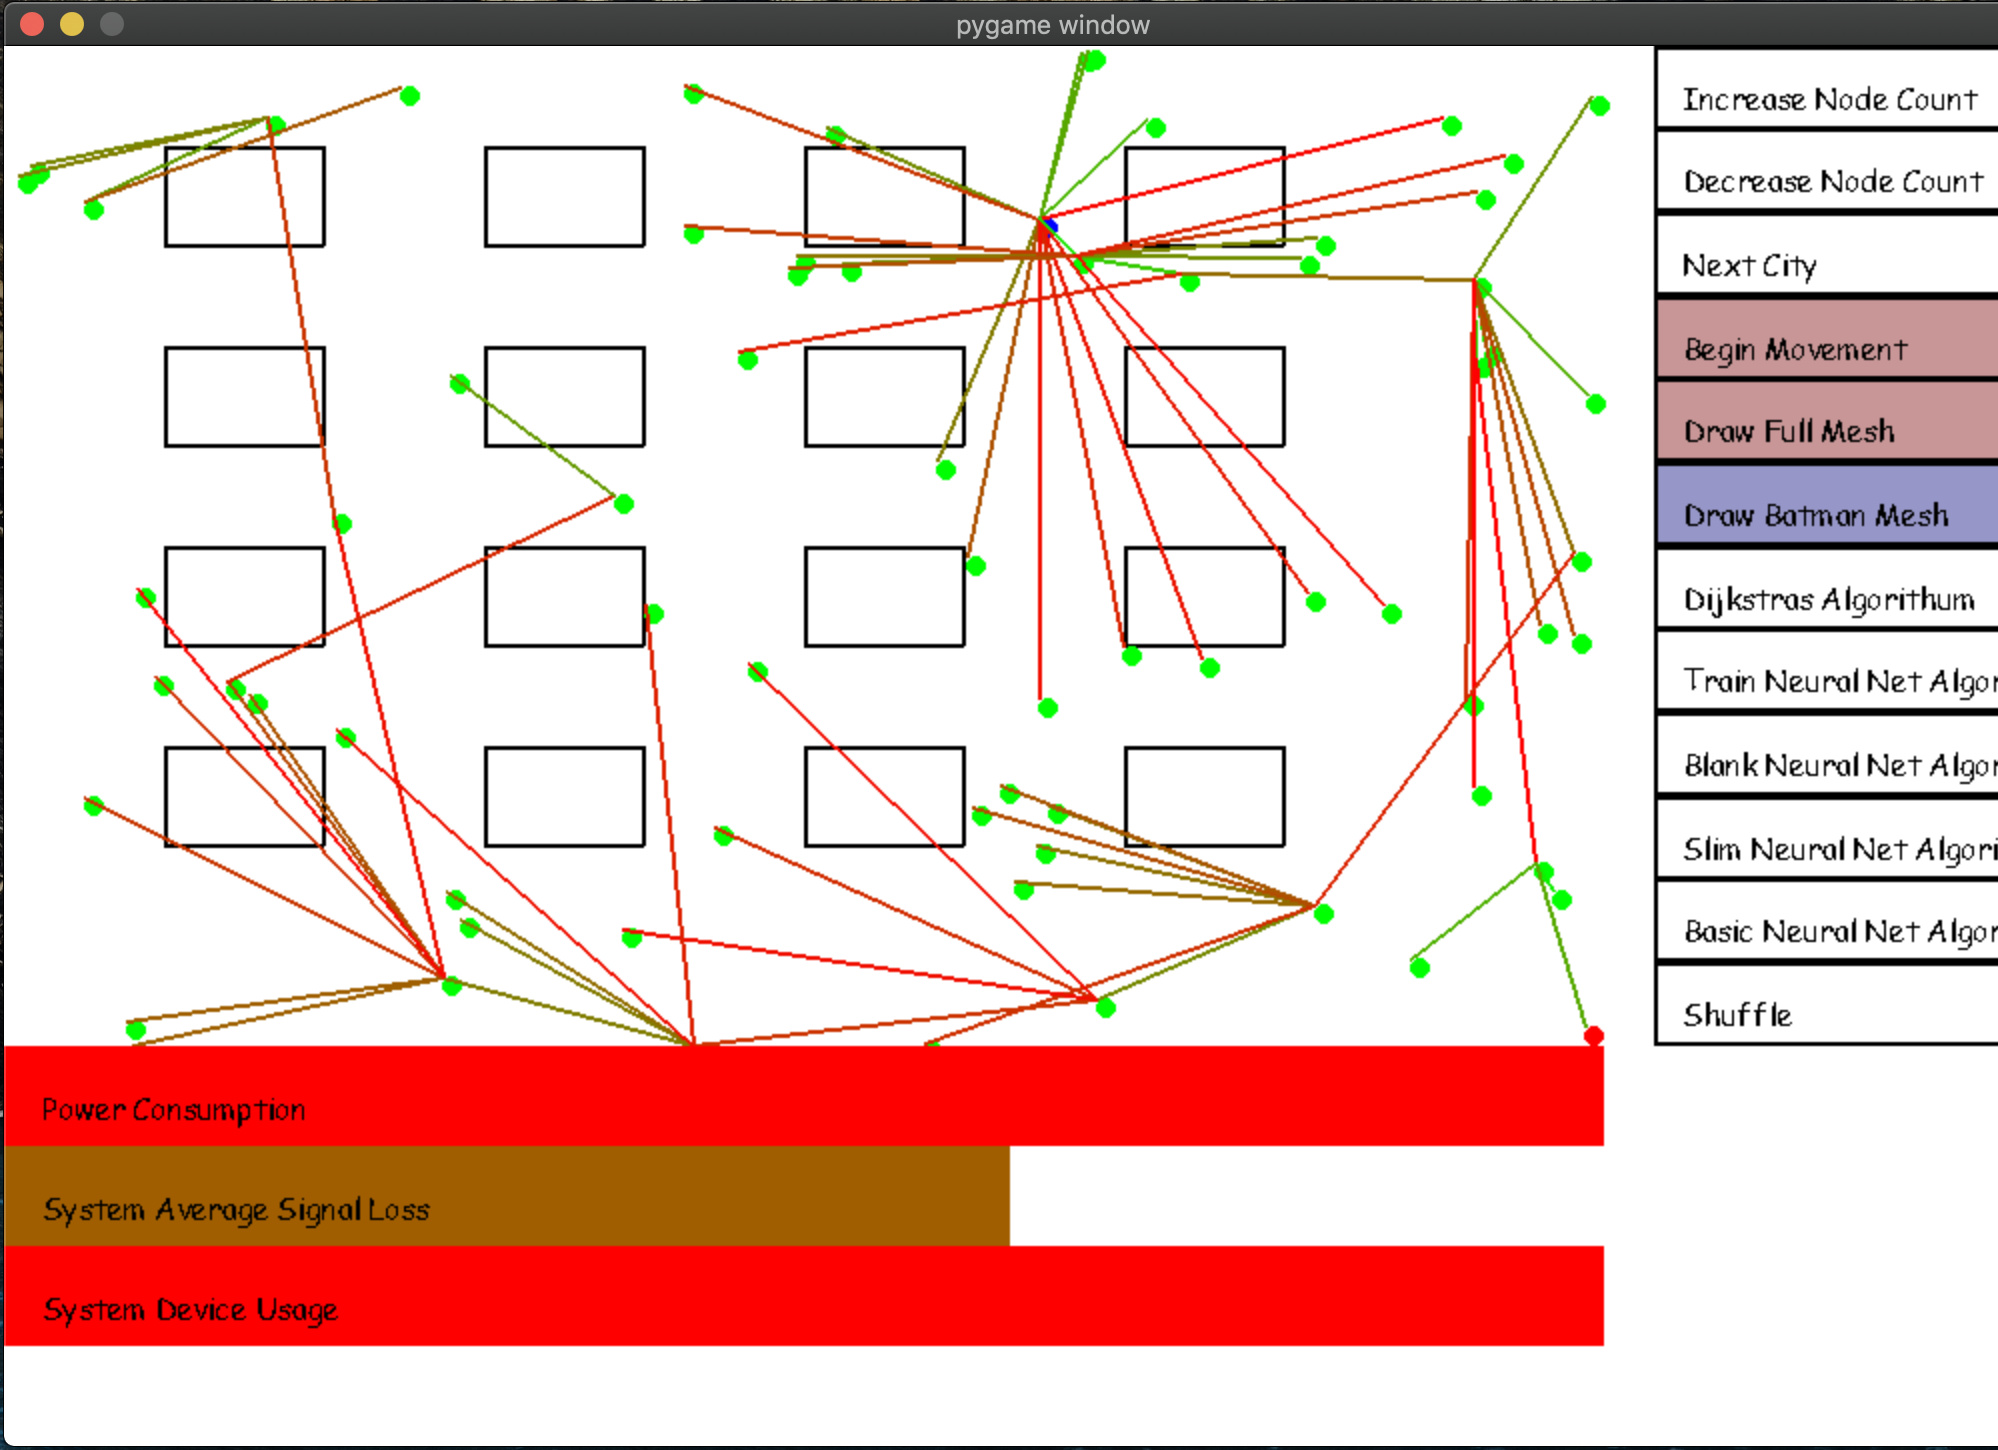 pygame window
Increase Node Count
Decrease Node Count
Next City
Begin Movement
Draw Full Mesh
Draw Batman Mesh
Dijkstras Algorithum
Train Neural Net Algor
Blank Neural Net Algor
Slim Neural Net Algori
Basic Neural Net Algor
Shuffle
Power Consumption
System Average Signal Loss
System Device Usage